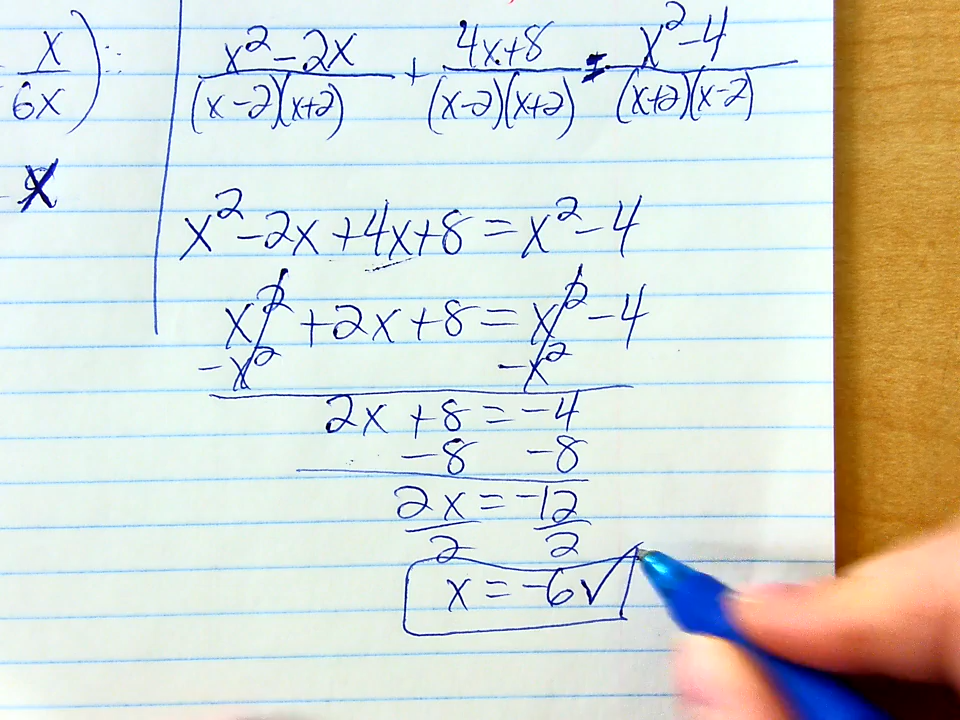 x/6x) ::
x
(x² - 2x)/((x-2)(x+2)) + (4x+8)/((x-2)(x+2)) = (x² - 4)/((x+2)(x-2))
x² - 2x + 4x + 8 = x² - 4
x² + 2x + 8 = x² - 4
-x² -x²
2x + 8 = -4
-8 -8
2x = -12
2 2
x = -6 ✓